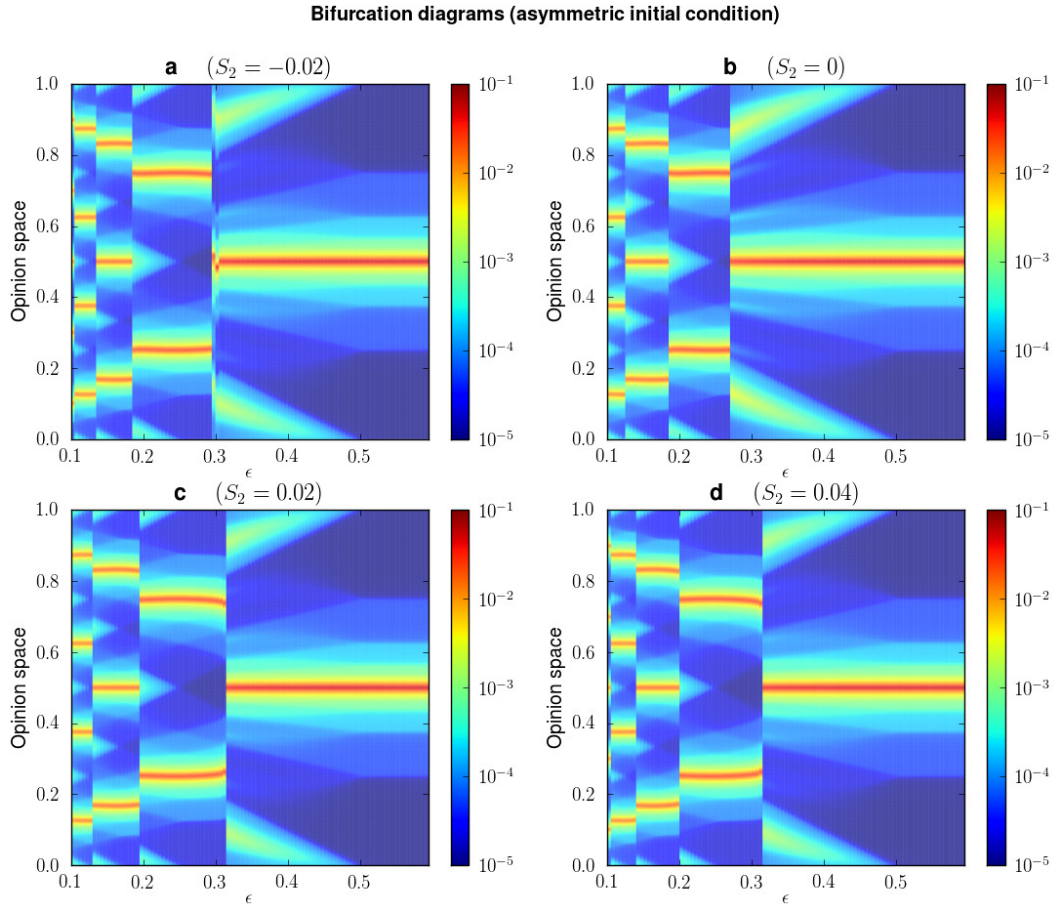 Bifurcation diagrams (asymmetric initial condition)
a (S₂ = −0.02)
Opinion space
1.0
0.8
0.6
0.4
0.2
0.0
0.1 0.2 0.3 0.4 0.5
ϵ
10⁻¹
10⁻²
10⁻³
10⁻⁴
10⁻⁵
b (S₂ = 0)
Opinion space
1.0
0.8
0.6
0.4
0.2
0.0
0.1 0.2 0.3 0.4 0.5
ϵ
10⁻¹
10⁻²
10⁻³
10⁻⁴
10⁻⁵
c (S₂ = 0.02)
Opinion space
1.0
0.8
0.6
0.4
0.2
0.0
0.1 0.2 0.3 0.4 0.5
ϵ
10⁻¹
10⁻²
10⁻³
10⁻⁴
10⁻⁵
d (S₂ = 0.04)
Opinion space
1.0
0.8
0.6
0.4
0.2
0.0
0.1 0.2 0.3 0.4 0.5
ϵ
10⁻¹
10⁻²
10⁻³
10⁻⁴
10⁻⁵